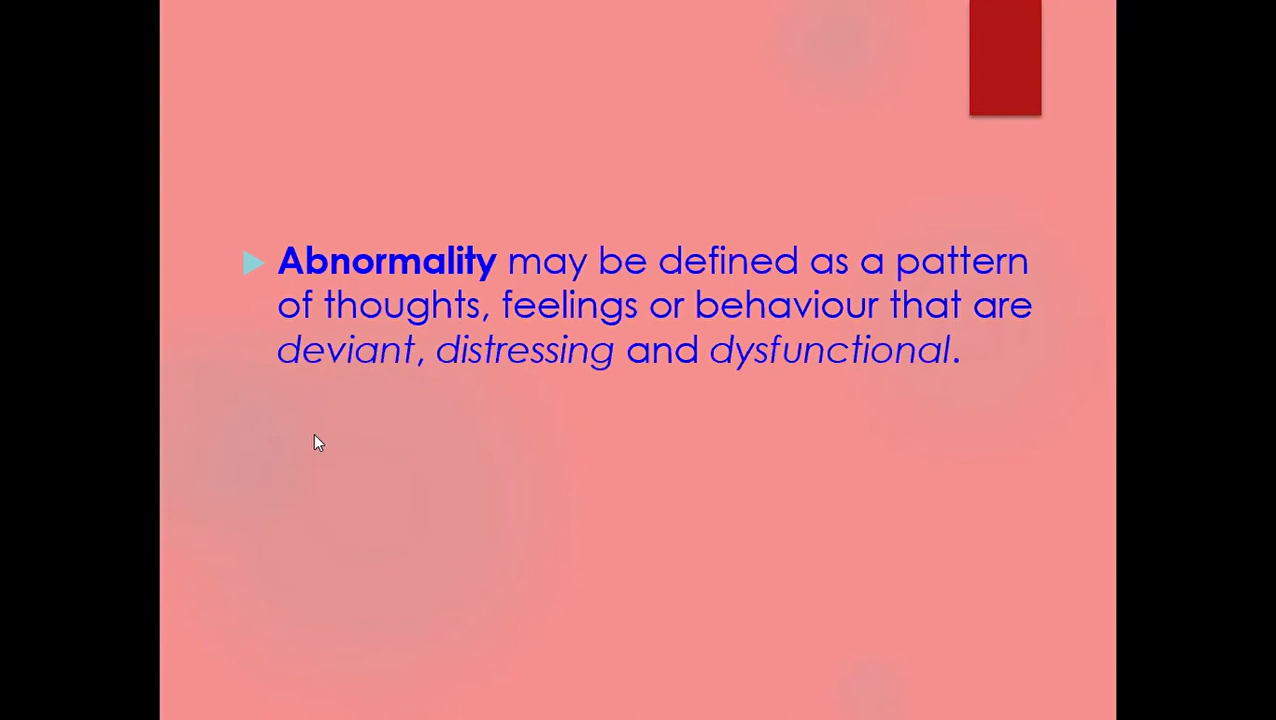 Abnormality may be defined as a pattern
of thoughts, feelings or behaviour that are
deviant, distressing and dysfunctional.